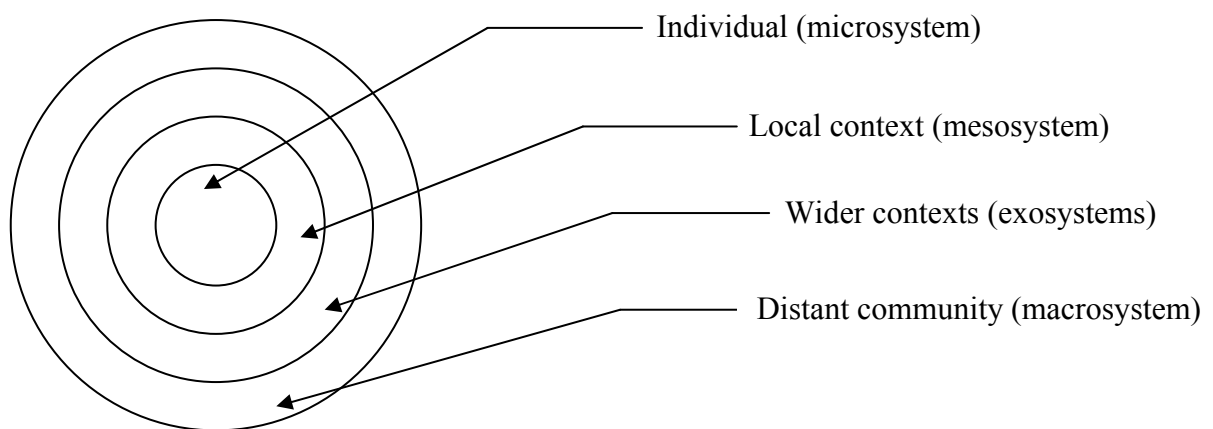 Individual (microsystem)
Local context (mesosystem)
Wider contexts (exosystems)
Distant community (macrosystem)